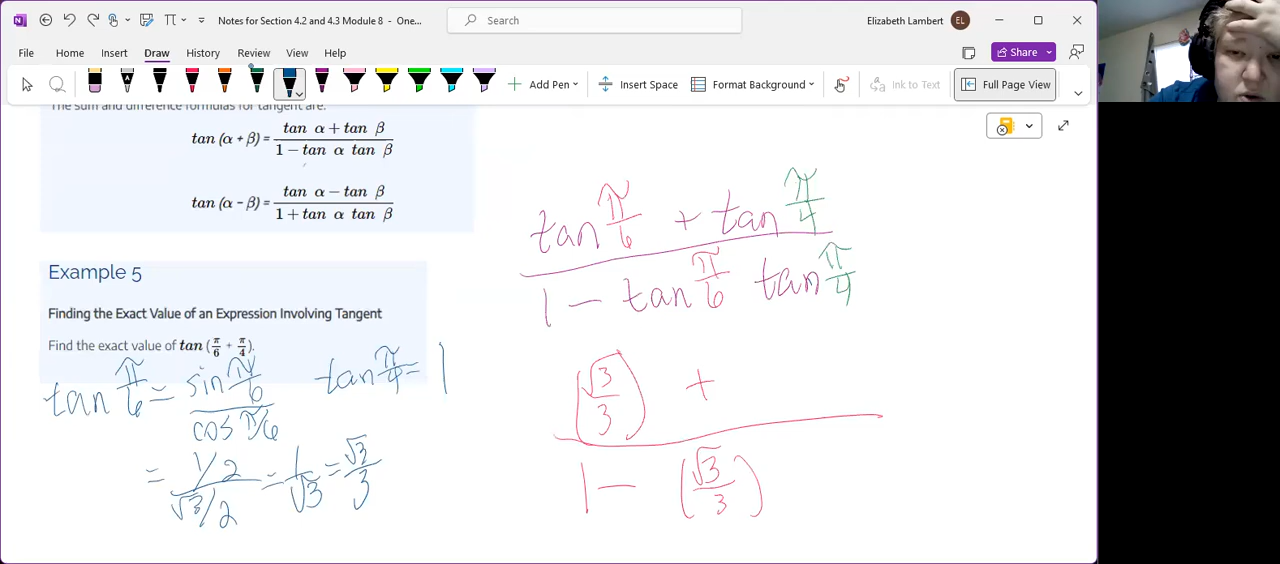 Notes for Section 4.2 and 4.3 Module 8 - One...
Search
Elizabeth Lambert
EL
File Home Insert Draw History Review View Help
Share
Add Pen
Insert Space
Format Background
Ink to Text
Full Page View
The sum and difference formulas for tangent are:
tan (α + β) = (tan α + tan β) / (1 − tan α tan β)
tan (α − β) = (tan α − tan β) / (1 + tan α tan β)
Example 5
Finding the Exact Value of an Expression Involving Tangent
Find the exact value of tan (π/6 + π/4).
tan π/6 = sin π/6 / cos π/6
tan π/4 = 1
= 1/2 / √3/2 = 1/√3 = √3/3
tan π/6 + tan π/4
1 − tan π/6 tan π/4
(√3/3) +
1 − (√3/3)